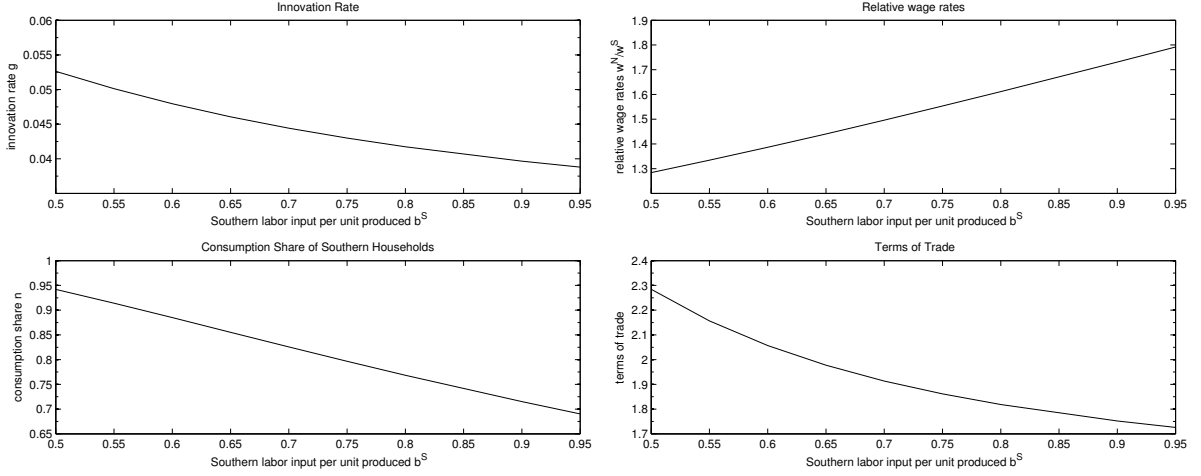 Innovation Rate
0.06
0.055
0.05
0.045
0.04
innovation rate g
0.5 0.55 0.6 0.65 0.7 0.75 0.8 0.85 0.9 0.95
Southern labor input per unit produced b^S
Relative wage rates
1.9
1.8
1.7
1.6
1.5
1.4
1.3
relative wage rates w^N/w^S
0.5 0.55 0.6 0.65 0.7 0.75 0.8 0.85 0.9 0.95
Southern labor input per unit produced b^S
Consumption Share of Southern Households
1
0.95
0.9
0.85
0.8
0.75
0.7
0.65
consumption share n
0.5 0.55 0.6 0.65 0.7 0.75 0.8 0.85 0.9 0.95
Southern labor input per unit produced b^S
Terms of Trade
2.4
2.3
2.2
2.1
2
1.9
1.8
1.7
terms of trade
0.5 0.55 0.6 0.65 0.7 0.75 0.8 0.85 0.9 0.95
Southern labor input per unit produced b^S